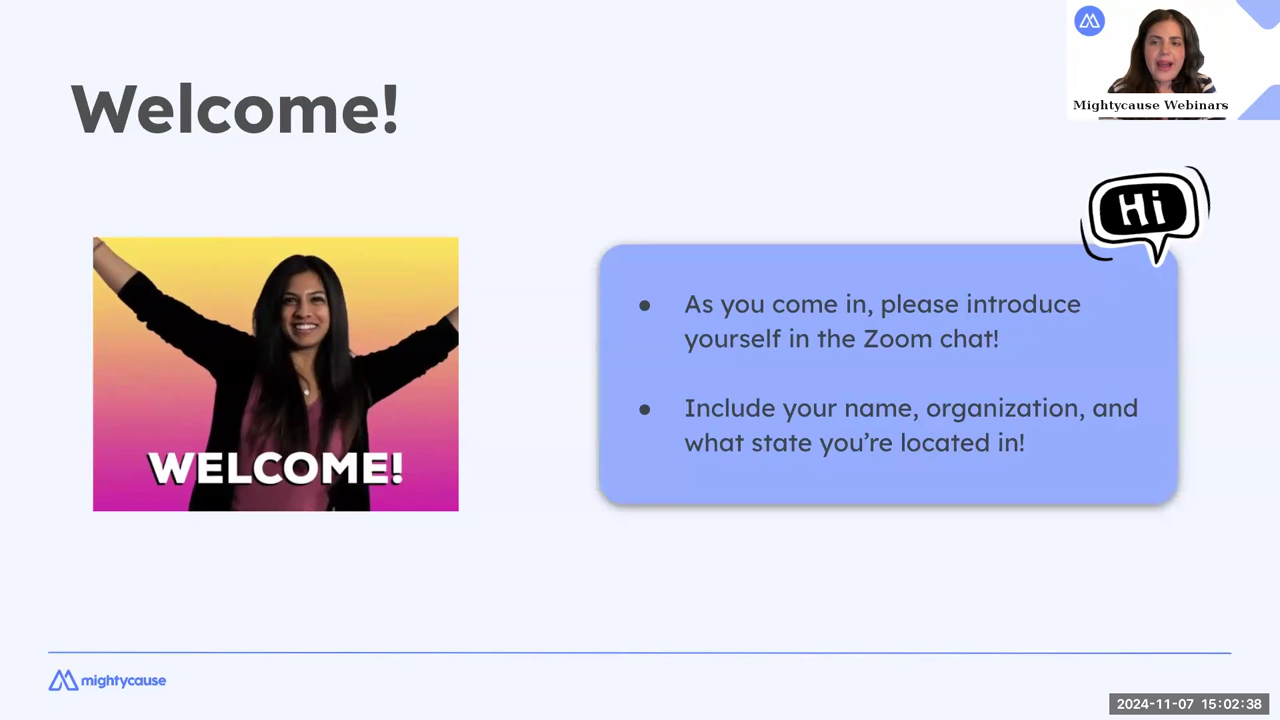 Welcome!
Mightycause Webinars
Hi
WELCOME!
● As you come in, please introduce
yourself in the Zoom chat!
● Include your name, organization, and
what state you’re located in!
mightycause
2024-11-07 15:02:38